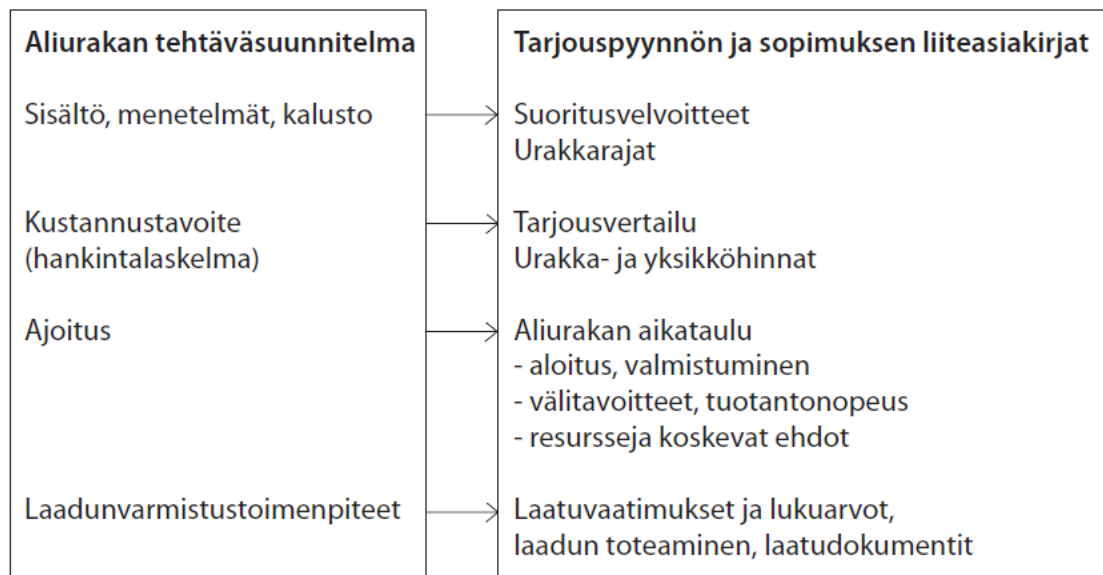 Aliurakan tehtäväsuunnitelma
Sisältö, menetelmät, kalusto
Kustannustavoite
(hankintalaskelma)
Ajoitus
Laadunvarmistustoimenpiteet
Tarjouspyynnön ja sopimuksen liiteasiakirjat
Suoritusvelvoitteet
Urakkarajat
Tarjousvertailu
Urakka- ja yksikköhinnat
Aliurakan aikataulu
- aloitus, valmistuminen
- välitavoitteet, tuotantonopeus
- resursseja koskevat ehdot
Laatuvaatimukset ja lukuarvot,
laadun toteaminen, laatudokumentit